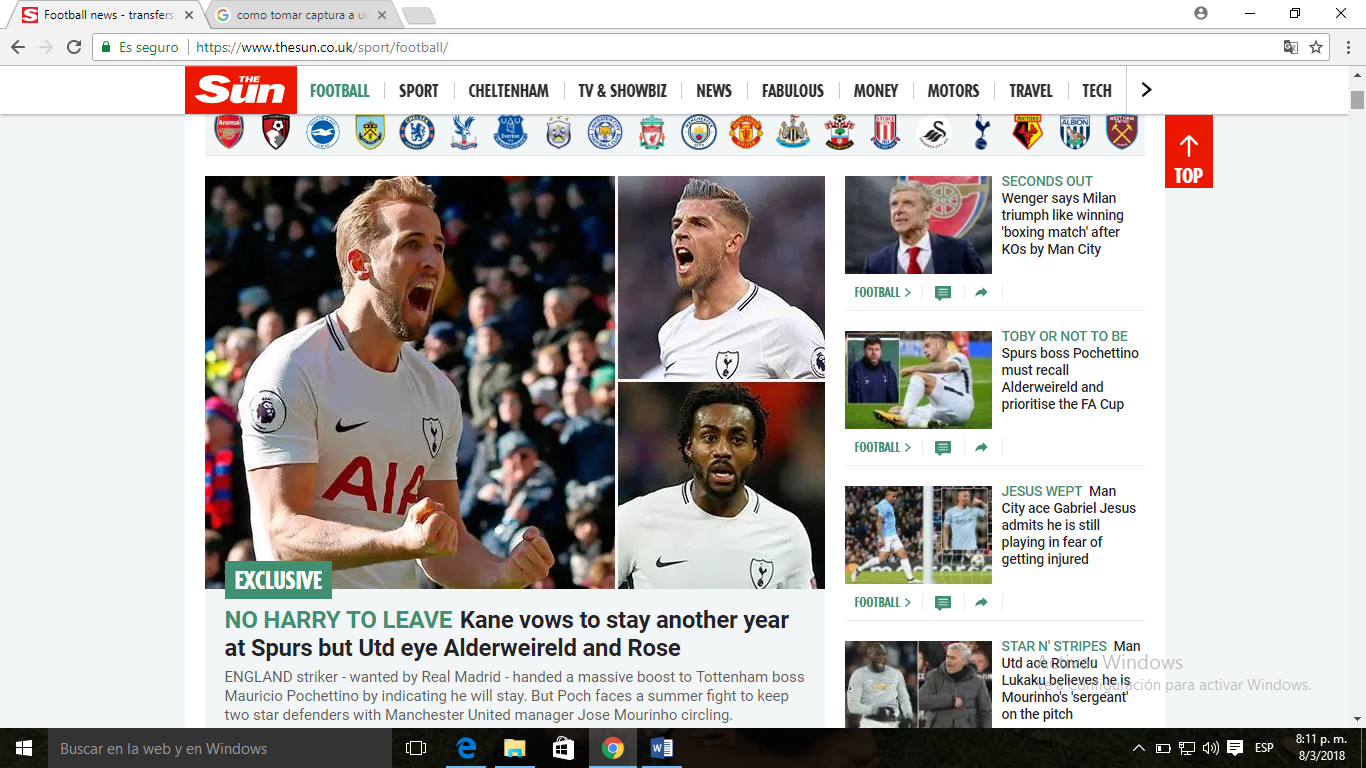 Football news - transfers
como tomar captura a un
Es seguro
https://www.thesun.co.uk/sport/football/
THE Sun
FOOTBALL
SPORT
CHELTENHAM
TV & SHOWBIZ
NEWS
FABULOUS
MONEY
MOTORS
TRAVEL
TECH
TOP
AIA
EXCLUSIVE
NO HARRY TO LEAVE Kane vows to stay another year
at Spurs but Utd eye Alderweireld and Rose
ENGLAND striker - wanted by Real Madrid - handed a massive boost to Tottenham boss
Mauricio Pochettino by indicating he will stay. But Poch faces a summer fight to keep
two star defenders with Manchester United manager Jose Mourinho circling.
SECONDS OUT
Wenger says Milan
triumph like winning
'boxing match' after
KOs by Man City
FOOTBALL >
TOBY OR NOT TO BE
Spurs boss Pochettino
must recall
Alderweireld and
prioritise the FA Cup
FOOTBALL >
JESUS WEPT Man
City ace Gabriel Jesus
admits he is still
playing in fear of
getting injured
FOOTBALL >
STAR N' STRIPES Man
Utd ace Romelu
Lukaku believes he is
Mourinho's 'sergeant'
on the pitch
Activar Windows
Ve a Configuración para activar Windows.
Buscar en la web y en Windows
ESP
8:11 p. m.
8/3/2018